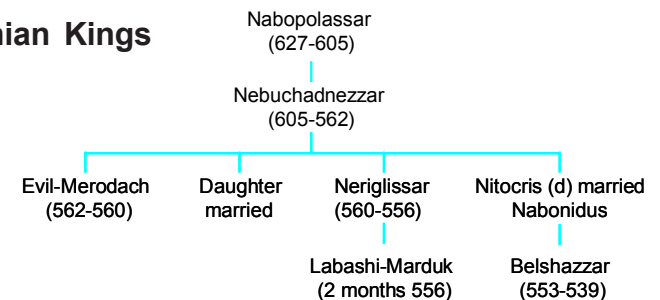 nian Kings
Nabopolassar
(627-605)
Nebuchadnezzar
(605-562)
Evil-Merodach
(562-560)
Daughter
married
Neriglissar
(560-556)
Nitocris (d) married
Nabonidus
Labashi-Marduk
(2 months 556)
Belshazzar
(553-539)